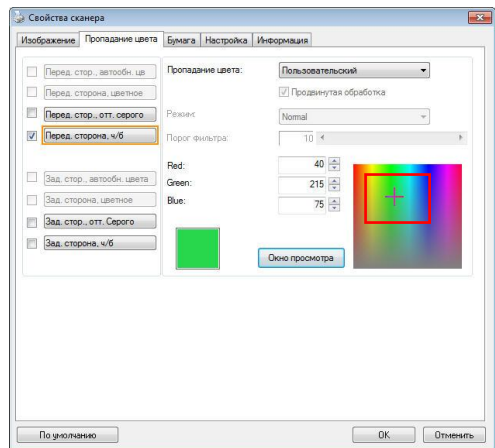 Свойства сканера
Изображение Пропадание цвета Бумага Настройка Информация
Перед. стор., автообн. цв
Перед. сторона, цветное
Перед. стор., отт. серого
Перед. сторона, ч/б
Зад. стор., автообн. цвета
Зад. сторона, цветное
Зад. стор., отт. Серого
Зад. сторона, ч/б
Пропадание цвета: Пользовательский
Продвинутая обработка
Режим: Normal
Порог фильтра: 10
Red: 40
Green: 215
Blue: 75
Окно просмотра
По умолчанию OK Отменить